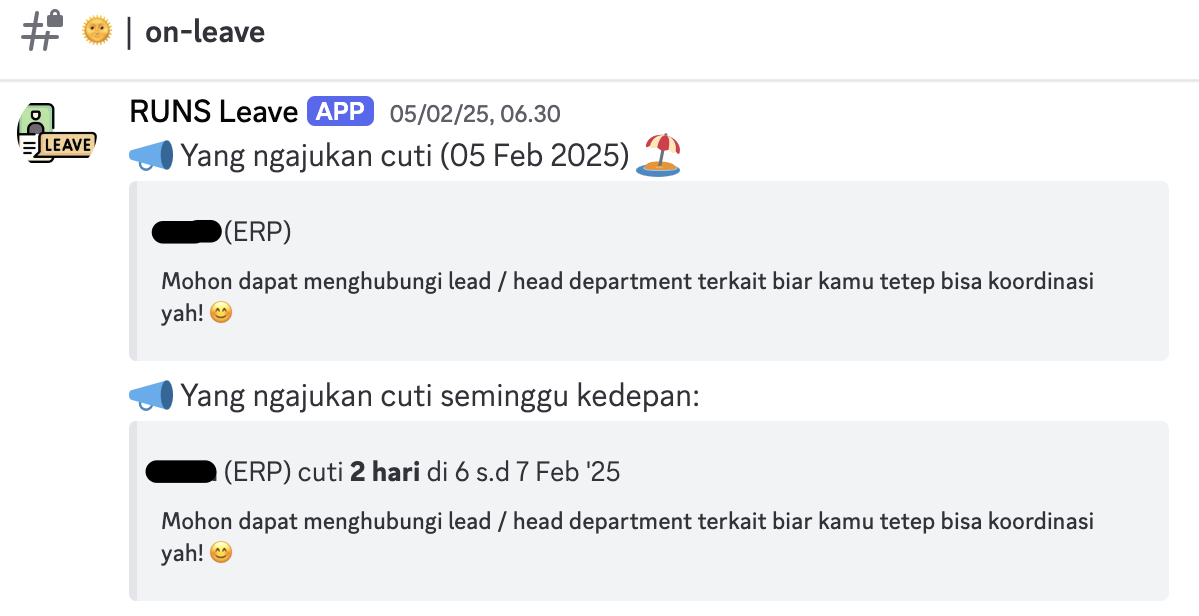 # 🌞 | on-leave
LEAVE
RUNS Leave APP 05/02/25, 06.30
📢 Yang ngajukan cuti (05 Feb 2025) 🏖️
(ERP)
Mohon dapat menghubungi lead / head department terkait biar kamu tetep bisa koordinasi
yah! 😊
📢 Yang ngajukan cuti seminggu kedepan:
(ERP) cuti 2 hari di 6 s.d 7 Feb '25
Mohon dapat menghubungi lead / head department terkait biar kamu tetep bisa koordinasi
yah! 😊